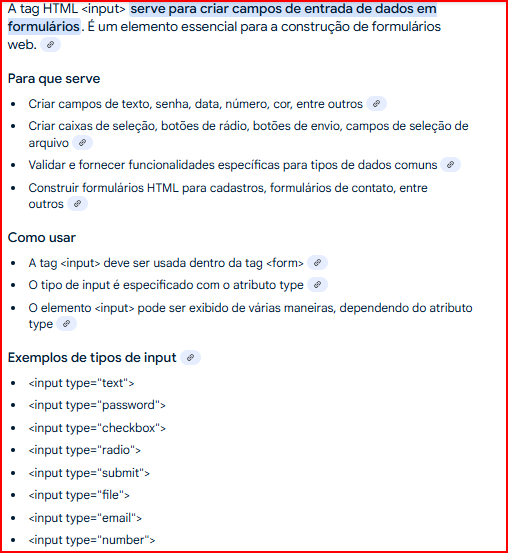 A tag HTML <input> serve para criar campos de entrada de dados em
formulários. É um elemento essencial para a construção de formulários
web.
Para que serve
• Criar campos de texto, senha, data, número, cor, entre outros
• Criar caixas de seleção, botões de rádio, botões de envio, campos de seleção de
arquivo
• Validar e fornecer funcionalidades específicas para tipos de dados comuns
• Construir formulários HTML para cadastros, formulários de contato, entre
outros
Como usar
• A tag <input> deve ser usada dentro da tag <form>
• O tipo de input é especificado com o atributo type
• O elemento <input> pode ser exibido de várias maneiras, dependendo do atributo
type
Exemplos de tipos de input
• <input type="text">
• <input type="password">
• <input type="checkbox">
• <input type="radio">
• <input type="submit">
• <input type="file">
• <input type="email">
• <input type="number">